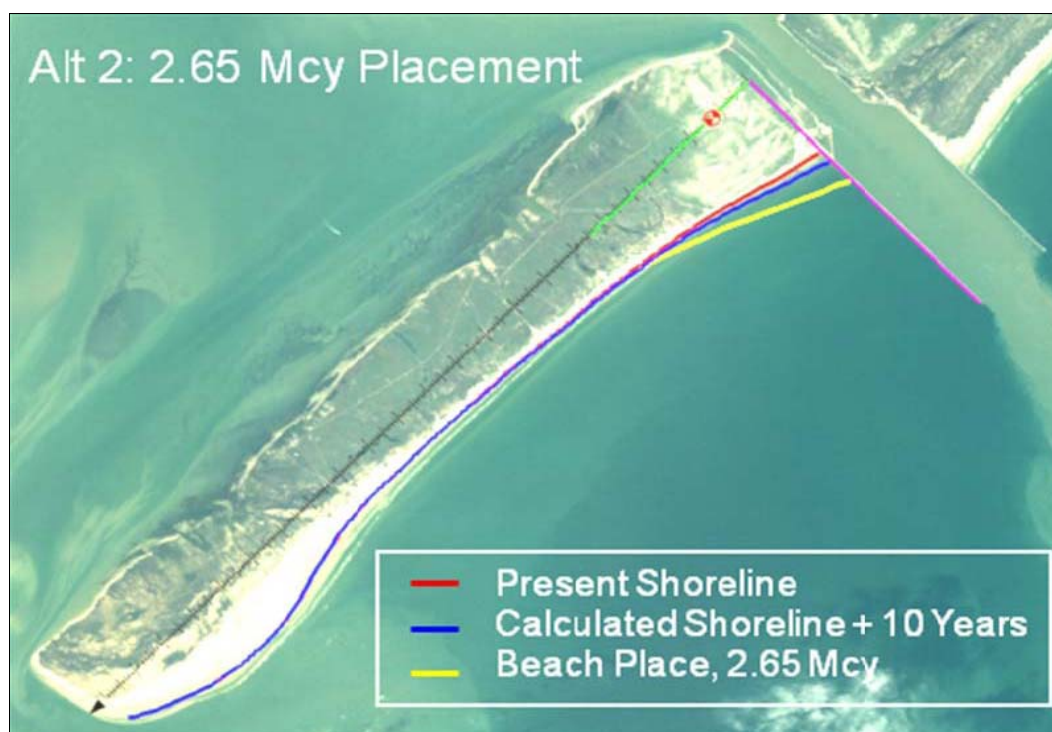 Alt 2: 2.65 Mcy Placement
Present Shoreline
Calculated Shoreline + 10 Years
Beach Place, 2.65 Mcy